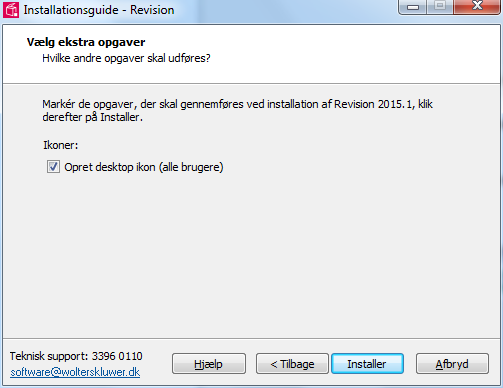 Installationsguide - Revision
Vælg ekstra opgaver
Hvilke andre opgaver skal udføres?
Markér de opgaver, der skal gennemføres ved installation af Revision 2015.1, klik
derefter på Installer.
Ikoner:
Opret desktop ikon (alle brugere)
Teknisk support: 3396 0110
software@wolterskluwer.dk
Hjælp
< Tilbage
Installer
Afbryd